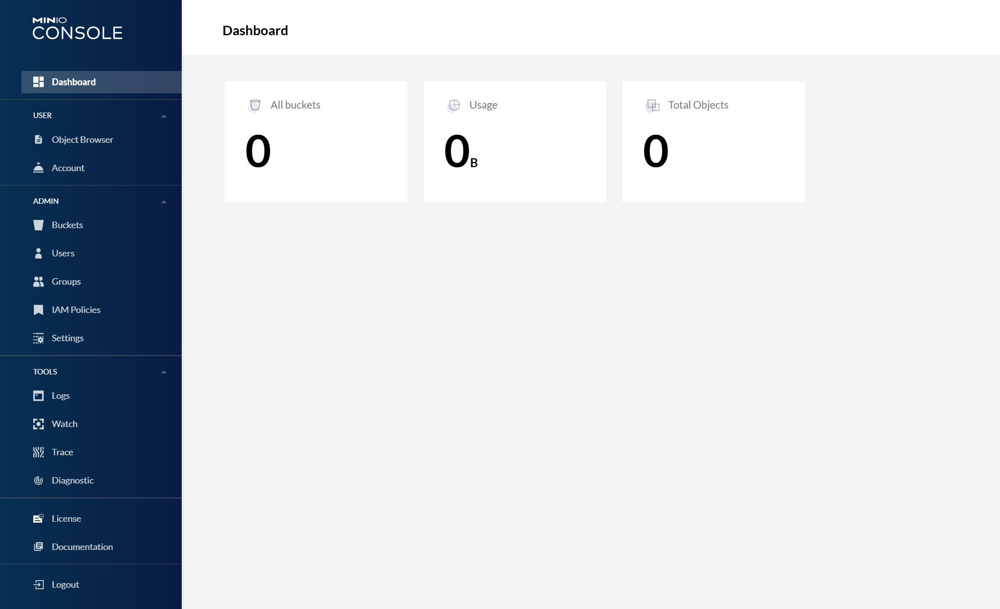 MINIO
CONSOLE
Dashboard
USER
Object Browser
Account
ADMIN
Buckets
Users
Groups
IAM Policies
Settings
TOOLS
Logs
Watch
Trace
Diagnostic
License
Documentation
Logout
Dashboard
All buckets
0
Usage
0B
Total Objects
0